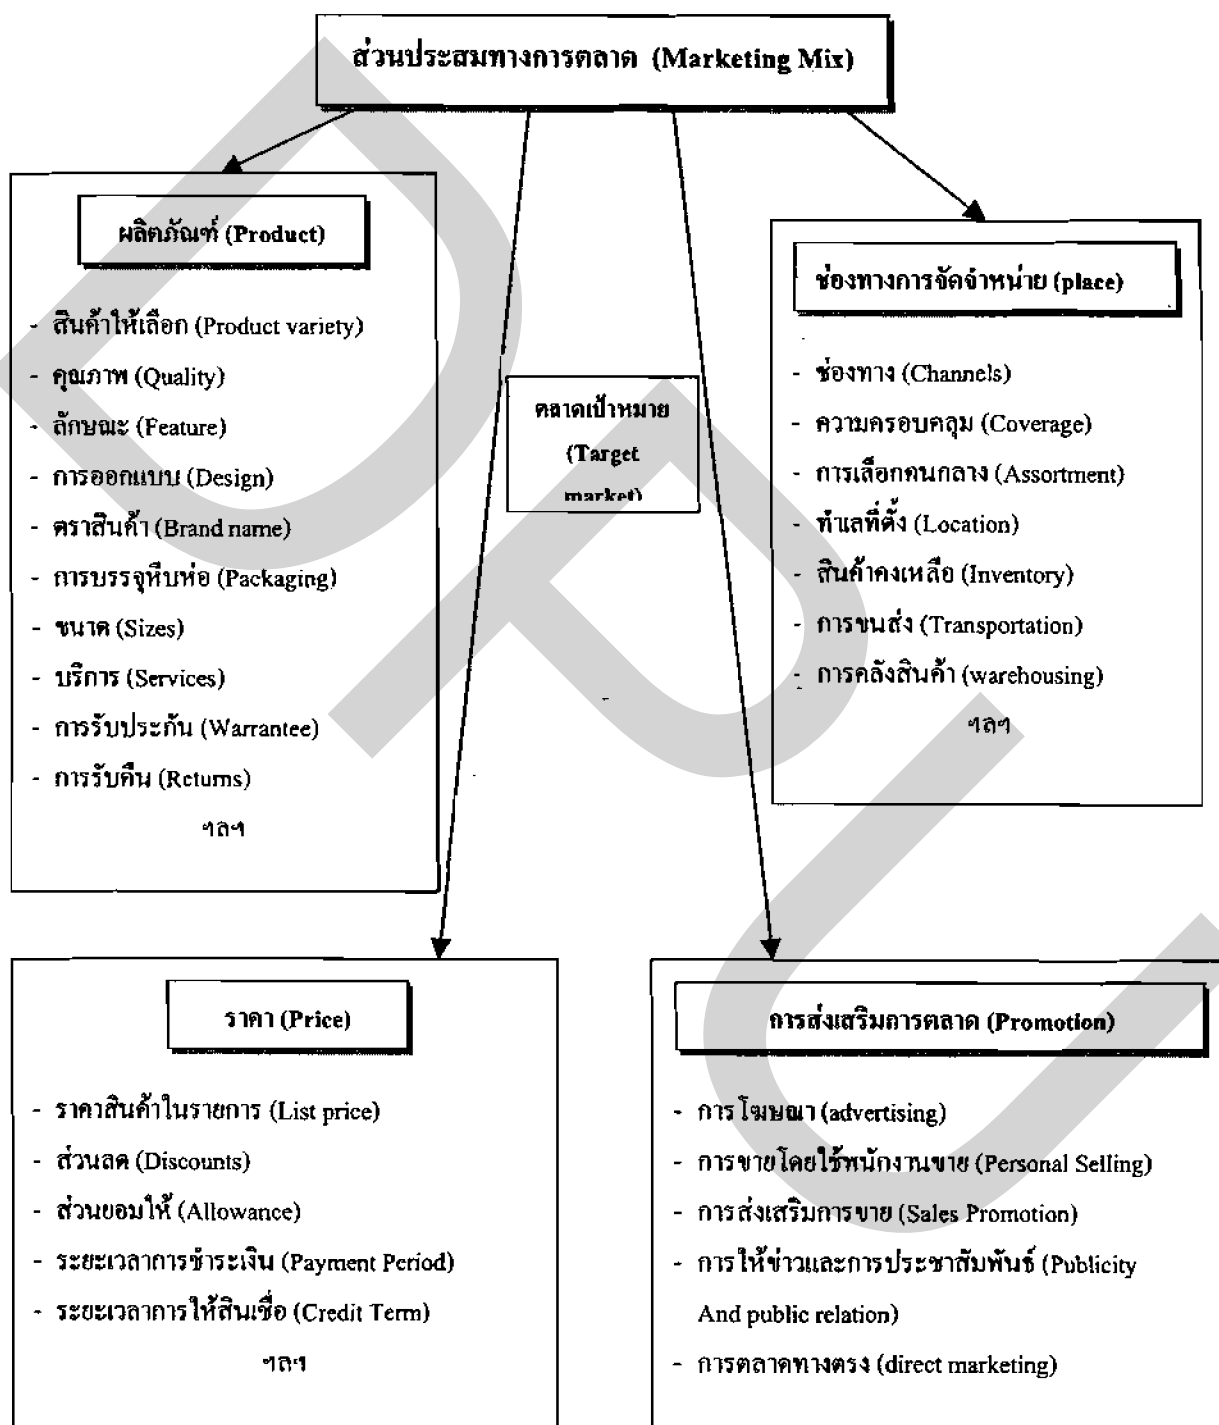 ส่วนประสมทางการตลาด (Marketing Mix)
ผลิตภัณฑ์ (Product)
- สินค้าให้เลือก (Product variety)
- คุณภาพ (Quality)
- ลักษณะ (Feature)
- การออกแบบ (Design)
- ตราสินค้า (Brand name)
- การบรรจุหีบห่อ (Packaging)
- ขนาด (Sizes)
- บริการ (Services)
- การรับประกัน (Warrantee)
- การรับคืน (Returns)
ฯลฯ
ตลาดเป้าหมาย
(Target
market)
ช่องทางการจัดจำหน่าย (place)
- ช่องทาง (Channels)
- ความครอบคลุม (Coverage)
- การเลือกคนกลาง (Assortment)
- ทำเลที่ตั้ง (Location)
- สินค้าคงเหลือ (Inventory)
- การขนส่ง (Transportation)
- การคลังสินค้า (warehousing)
ฯลฯ
ราคา (Price)
- ราคาสินค้าในรายการ (List price)
- ส่วนลด (Discounts)
- ส่วนยอมให้ (Allowance)
- ระยะเวลาการชำระเงิน (Payment Period)
- ระยะเวลาการให้สินเชื่อ (Credit Term)
ฯลฯ
การส่งเสริมการตลาด (Promotion)
- การโฆษณา (advertising)
- การขายโดยใช้พนักงานขาย (Personal Selling)
- การส่งเสริมการขาย (Sales Promotion)
- การให้ข่าวและการประชาสัมพันธ์ (Publicity
And public relation)
- การตลาดทางตรง (direct marketing)
DPU